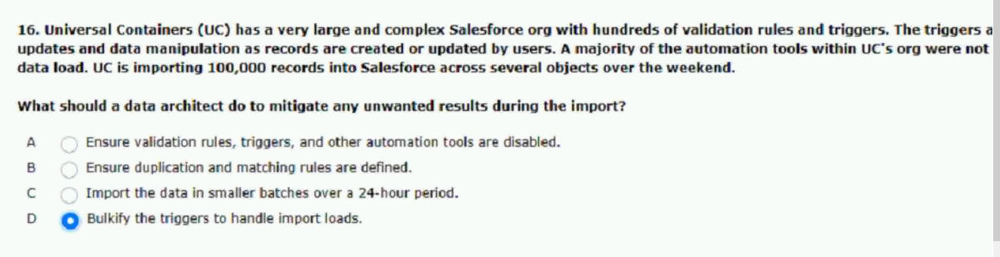 16. Universal Containers (UC) has a very large and complex Salesforce org with hundreds of validation rules and triggers. The triggers a
updates and data manipulation as records are created or updated by users. A majority of the automation tools within UC's org were not
data load. UC is importing 100,000 records into Salesforce across several objects over the weekend.
What should a data architect do to mitigate any unwanted results during the import?
A Ensure validation rules, triggers, and other automation tools are disabled.
B Ensure duplication and matching rules are defined.
C Import the data in smaller batches over a 24-hour period.
D Bulkify the triggers to handle import loads.